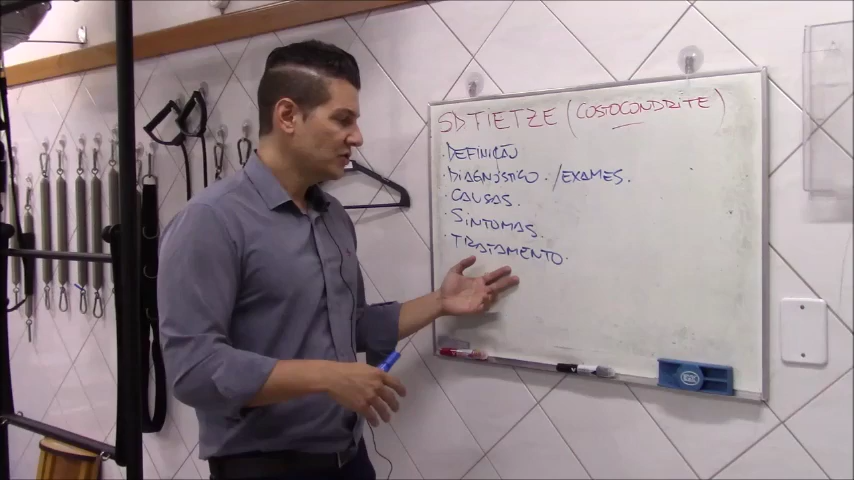 SD TIETZE (COSTOCONDRITE)
· DEFINIÇÃO
· DIAGNÓSTICO. /EXAMES.
· CAUSAS.
· SINTOMAS.
· TRATAMENTO.